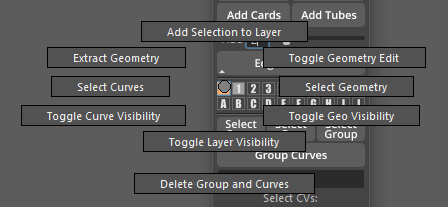 Add Cards Add Tubes
Add Selection to Layer
Extract Geometry
Toggle Geometry Edit
Select Curves
1 2 3
Select Geometry
A B C D E F G H I J
Toggle Curve Visibility
Select
Toggle Geo Visibility
Select Group
Toggle Layer Visibility
Group Curves
Delete Group and Curves
Select CVs: